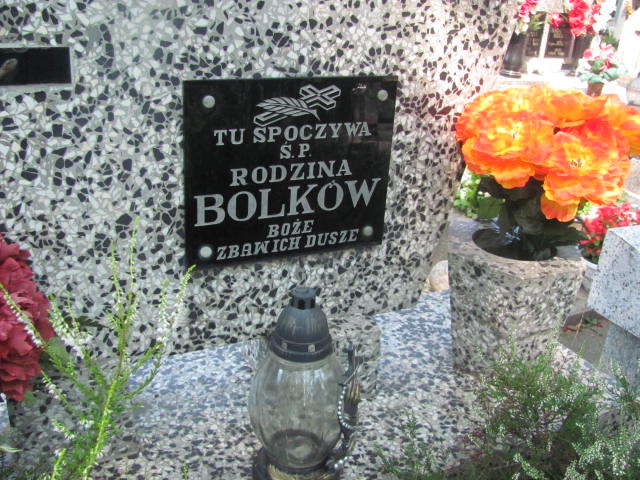 TU SPOCZYWA
Ś.P.
RODZINA
BOLKÓW
BOŻE
ZBAW ICH DUSZE